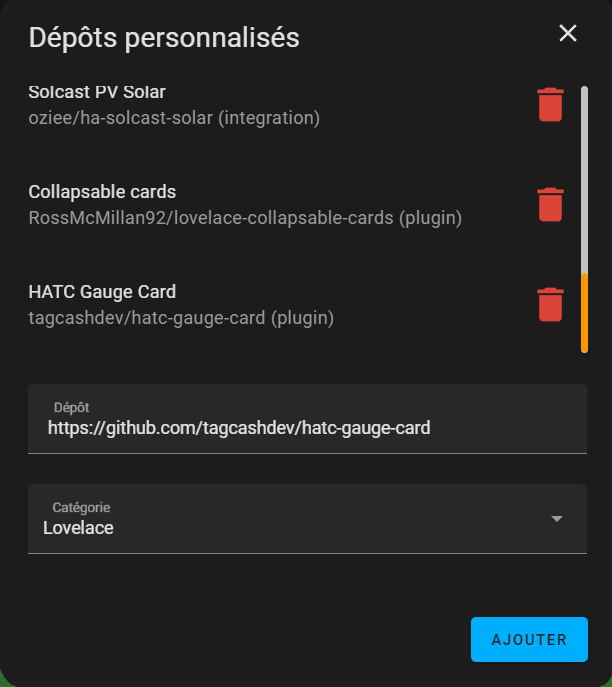 Dépôts personnalisés
Solcast PV Solar
oziee/ha-solcast-solar (integration)
Collapsable cards
RossMcMillan92/lovelace-collapsable-cards (plugin)
HATC Gauge Card
tagcashdev/hatc-gauge-card (plugin)
Dépôt
https://github.com/tagcashdev/hatc-gauge-card
Catégorie
Lovelace
AJOUTER